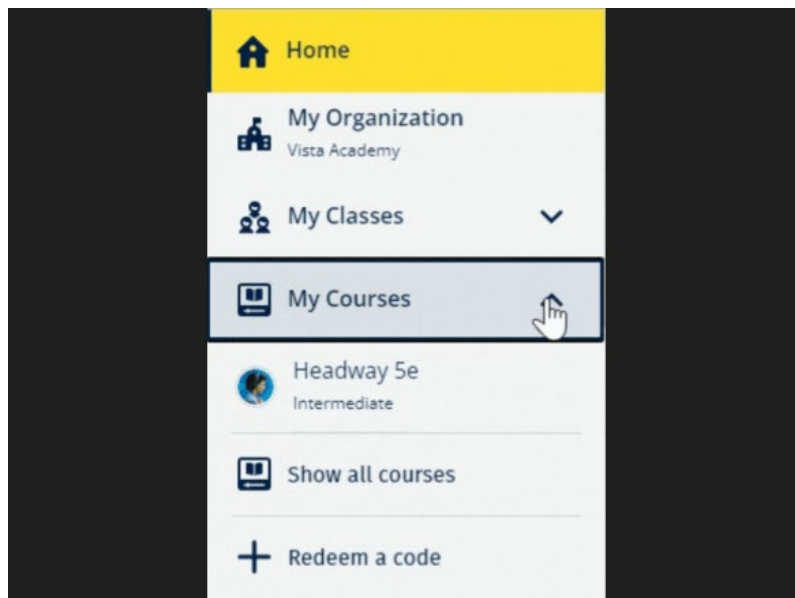 Home
My Organization
Vista Academy
My Classes
My Courses
Headway 5e
Intermediate
Show all courses
Redeem a code